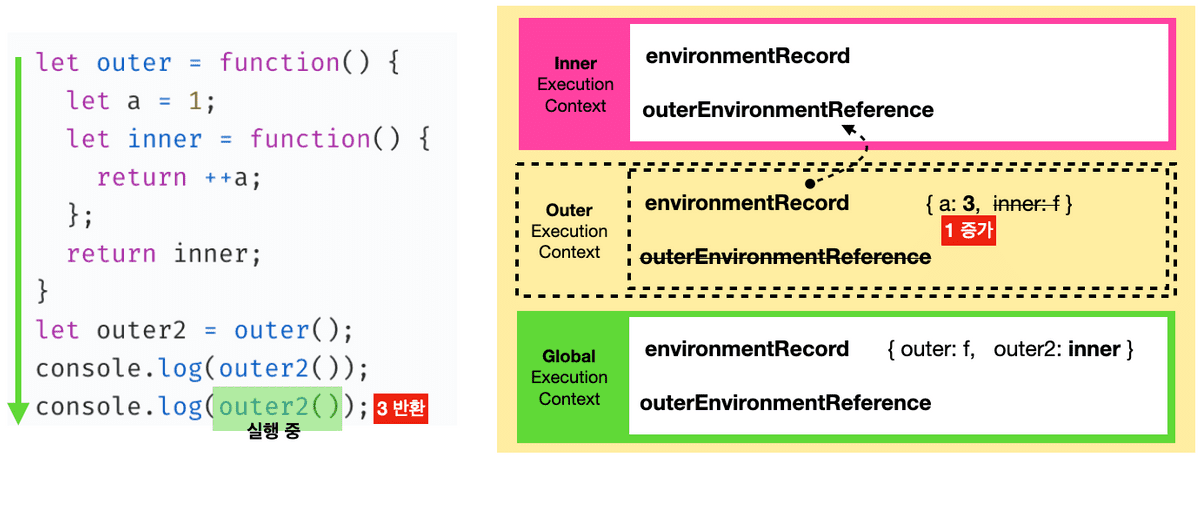 let outer = function() {
  let a = 1;
  let inner = function() {
    return ++a;
  };
  return inner;
}
let outer2 = outer();
console.log(outer2());
console.log(outer2()); 3 반환
실행 중
Inner
Execution
Context
environmentRecord
outerEnvironmentReference
Outer
Execution
Context
environmentRecord { a: 3, inner: f }
1 증가
outerEnvironmentReference
Global
Execution
Context
environmentRecord { outer: f, outer2: inner }
outerEnvironmentReference